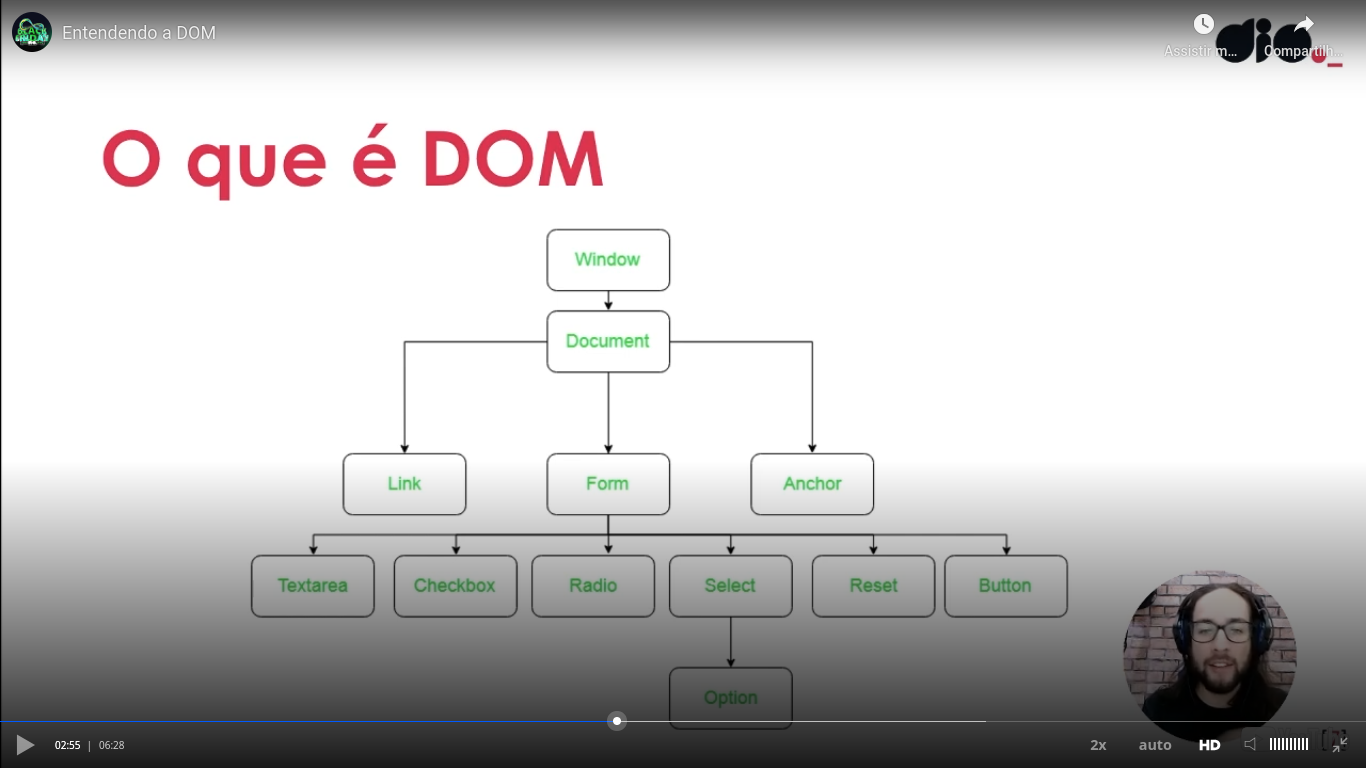 Entendendo a DOM
Assistir m...
Compartilh...
dio._
O que é DOM
Window
Document
Link
Form
Anchor
Textarea
Checkbox
Radio
Select
Reset
Button
Option
02:55 | 06:28
2x
auto
HD